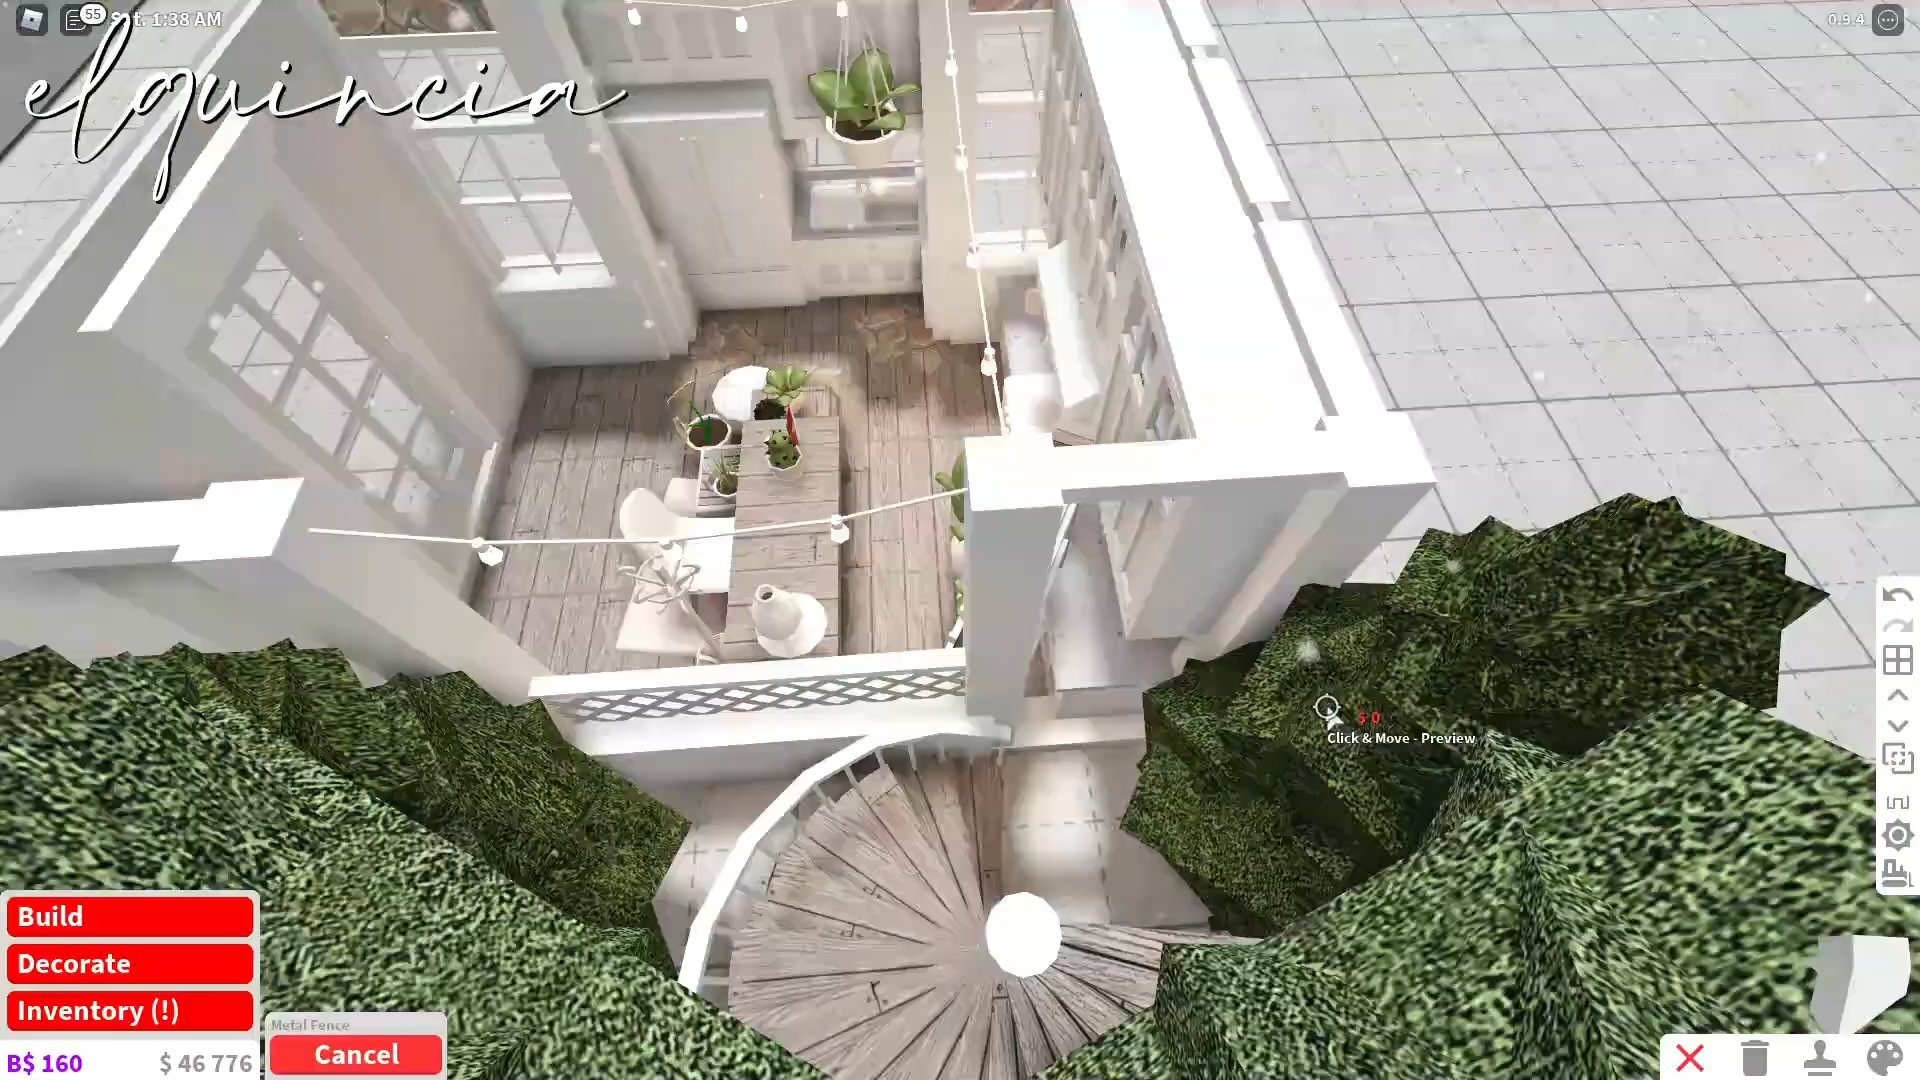 55
Sat. 1:38 AM
0.9.4
elquincia
$ 0
Click & Move - Preview
Build
Decorate
Inventory (!)
Metal Fence
Cancel
B$ 160
$ 46 776